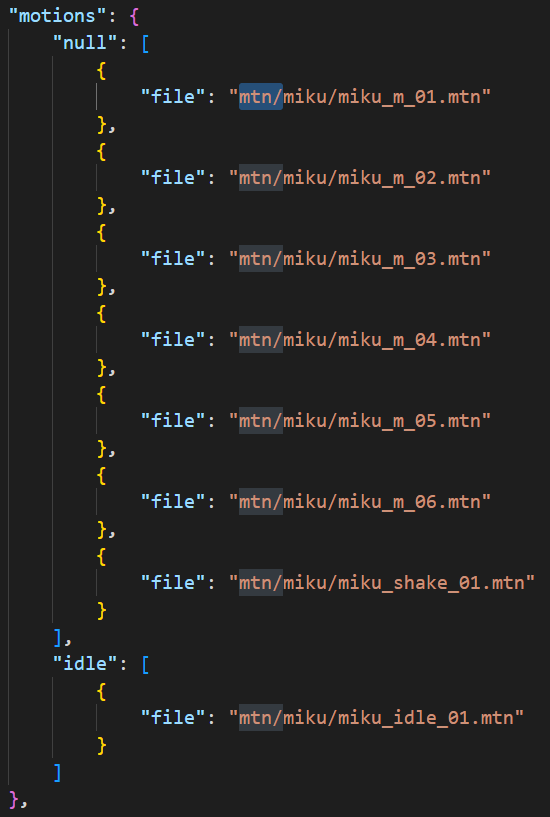 "motions": {
"null": [
{
"file": "mtn/miku/miku_m_01.mtn"
},
{
"file": "mtn/miku/miku_m_02.mtn"
},
{
"file": "mtn/miku/miku_m_03.mtn"
},
{
"file": "mtn/miku/miku_m_04.mtn"
},
{
"file": "mtn/miku/miku_m_05.mtn"
},
{
"file": "mtn/miku/miku_m_06.mtn"
},
{
"file": "mtn/miku/miku_shake_01.mtn"
}
],
"idle": [
{
"file": "mtn/miku/miku_idle_01.mtn"
}
]
},